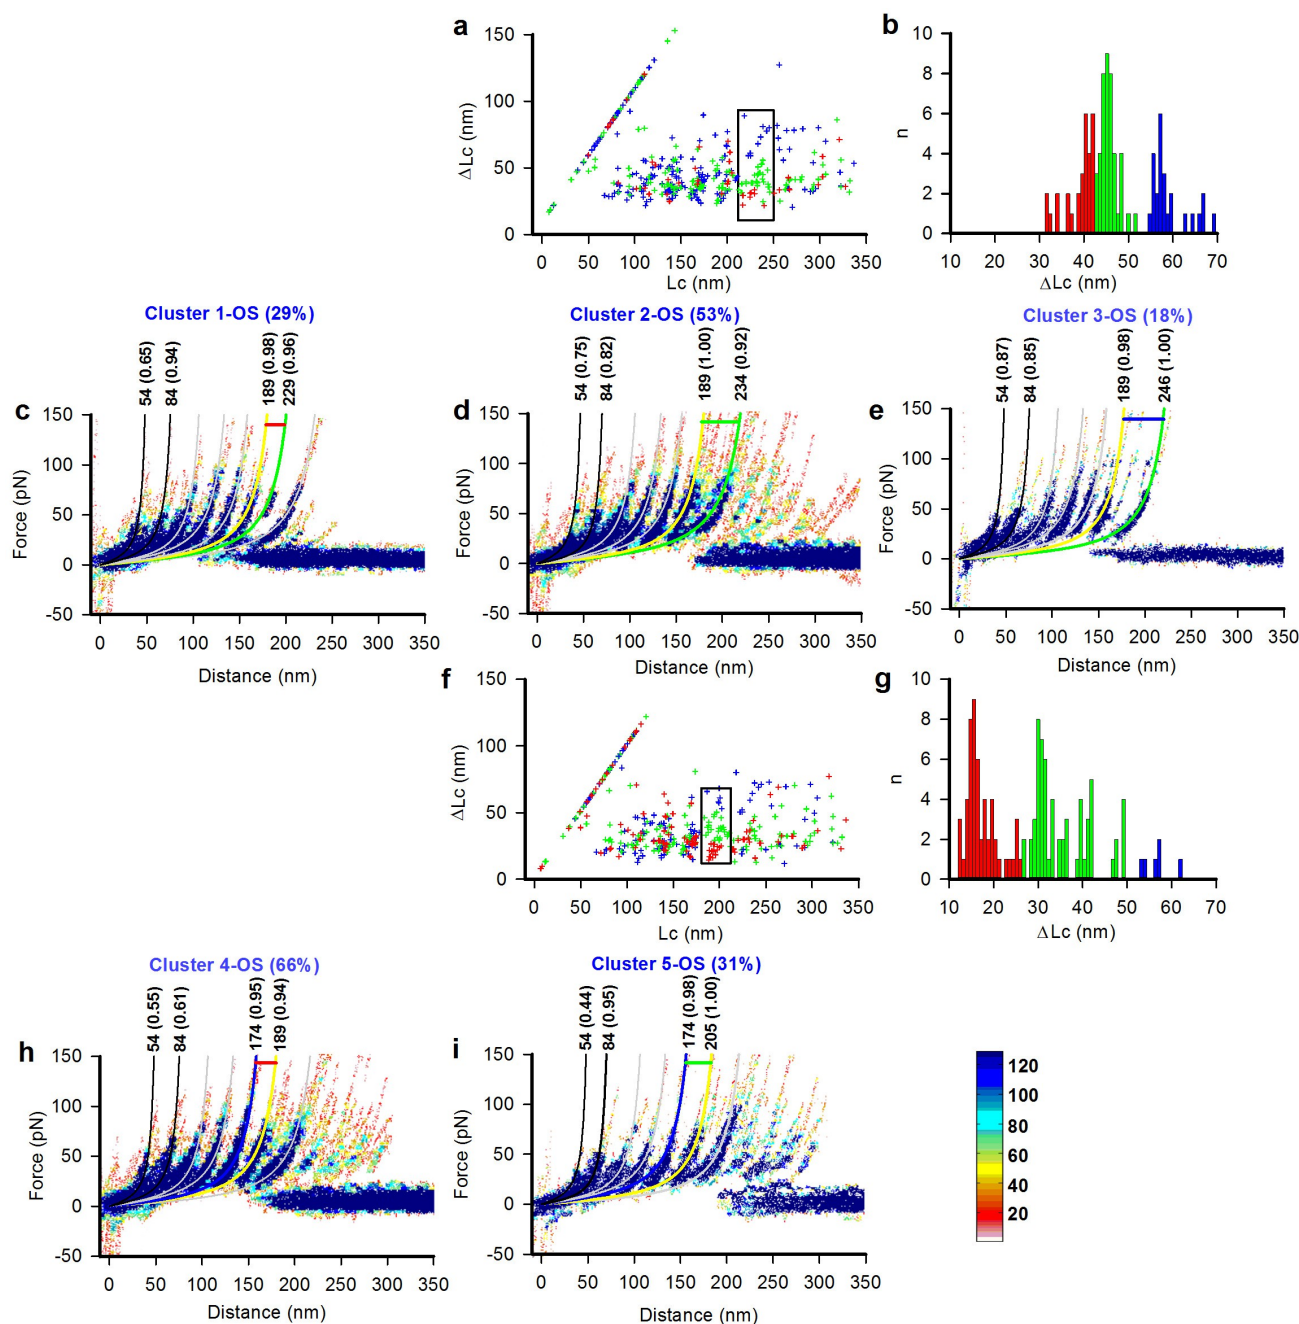 a
b
150
100
50
0
ΔLc (nm)
0 50 100 150 200 250 300 350
Lc (nm)
10
8
6
4
2
0
n
10 20 30 40 50 60 70
ΔLc (nm)
Cluster 1-OS (29%)
Cluster 2-OS (53%)
Cluster 3-OS (18%)
c
54 (0.65)
84 (0.94)
189 (0.98)
229 (0.96)
150
100
50
0
-50
Force (pN)
0 50 100 150 200 250 300 350
Distance (nm)
d
54 (0.75)
84 (0.82)
189 (1.00)
234 (0.92)
150
100
50
0
-50
Force (pN)
0 50 100 150 200 250 300 350
Distance (nm)
e
54 (0.87)
84 (0.85)
189 (0.98)
246 (1.00)
150
100
50
0
-50
Force (pN)
0 50 100 150 200 250 300 350
Distance (nm)
f
150
100
50
0
ΔLc (nm)
0 50 100 150 200 250 300 350
Lc (nm)
g
10
8
6
4
2
0
n
10 20 30 40 50 60 70
ΔLc (nm)
Cluster 4-OS (66%)
Cluster 5-OS (31%)
h
54 (0.55)
84 (0.61)
174 (0.95)
189 (0.94)
150
100
50
0
-50
Force (pN)
0 50 100 150 200 250 300 350
Distance (nm)
i
54 (0.44)
84 (0.95)
174 (0.98)
205 (1.00)
150
100
50
0
-50
Force (pN)
0 50 100 150 200 250 300 350
Distance (nm)
120
100
80
60
40
20